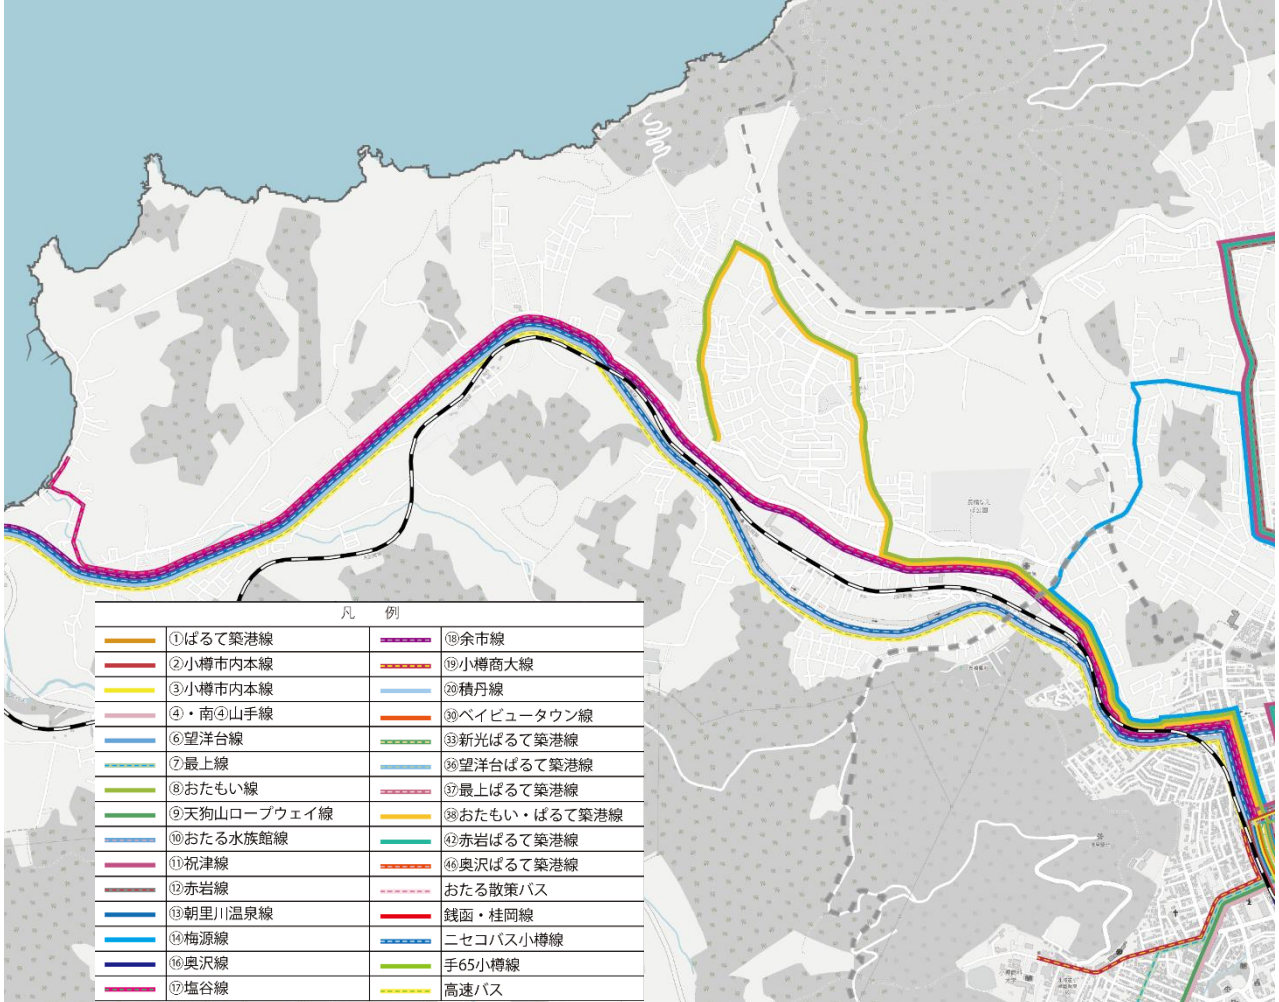 凡 例
①ぱるて築港線
②小樽市内本線
③小樽市内本線
④・南④山手線
⑥望洋台線
⑦最上線
⑧おたもい線
⑨天狗山ロープウェイ線
⑩おたる水族館線
⑪祝津線
⑫赤岩線
⑬朝里川温泉線
⑭梅源線
⑯奥沢線
⑰塩谷線
⑱余市線
⑲小樽商大線
⑳積丹線
㉚ベイビュータウン線
㉝新光ぱるて築港線
㊱望洋台ぱるて築港線
㊲最上ぱるて築港線
㊳おたもい・ぱるて築港線
㊷赤岩ぱるて築港線
㊻奥沢ぱるて築港線
おたる散策バス
銭函・桂岡線
ニセコバス小樽線
手65小樽線
高速バス